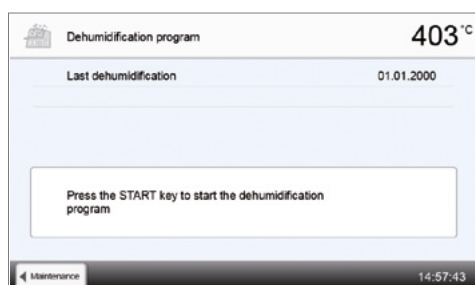 Dehumidification program 403 °C
Last dehumidification 01.01.2000
Press the START key to start the dehumidification
program
Maintenance 14:57:43